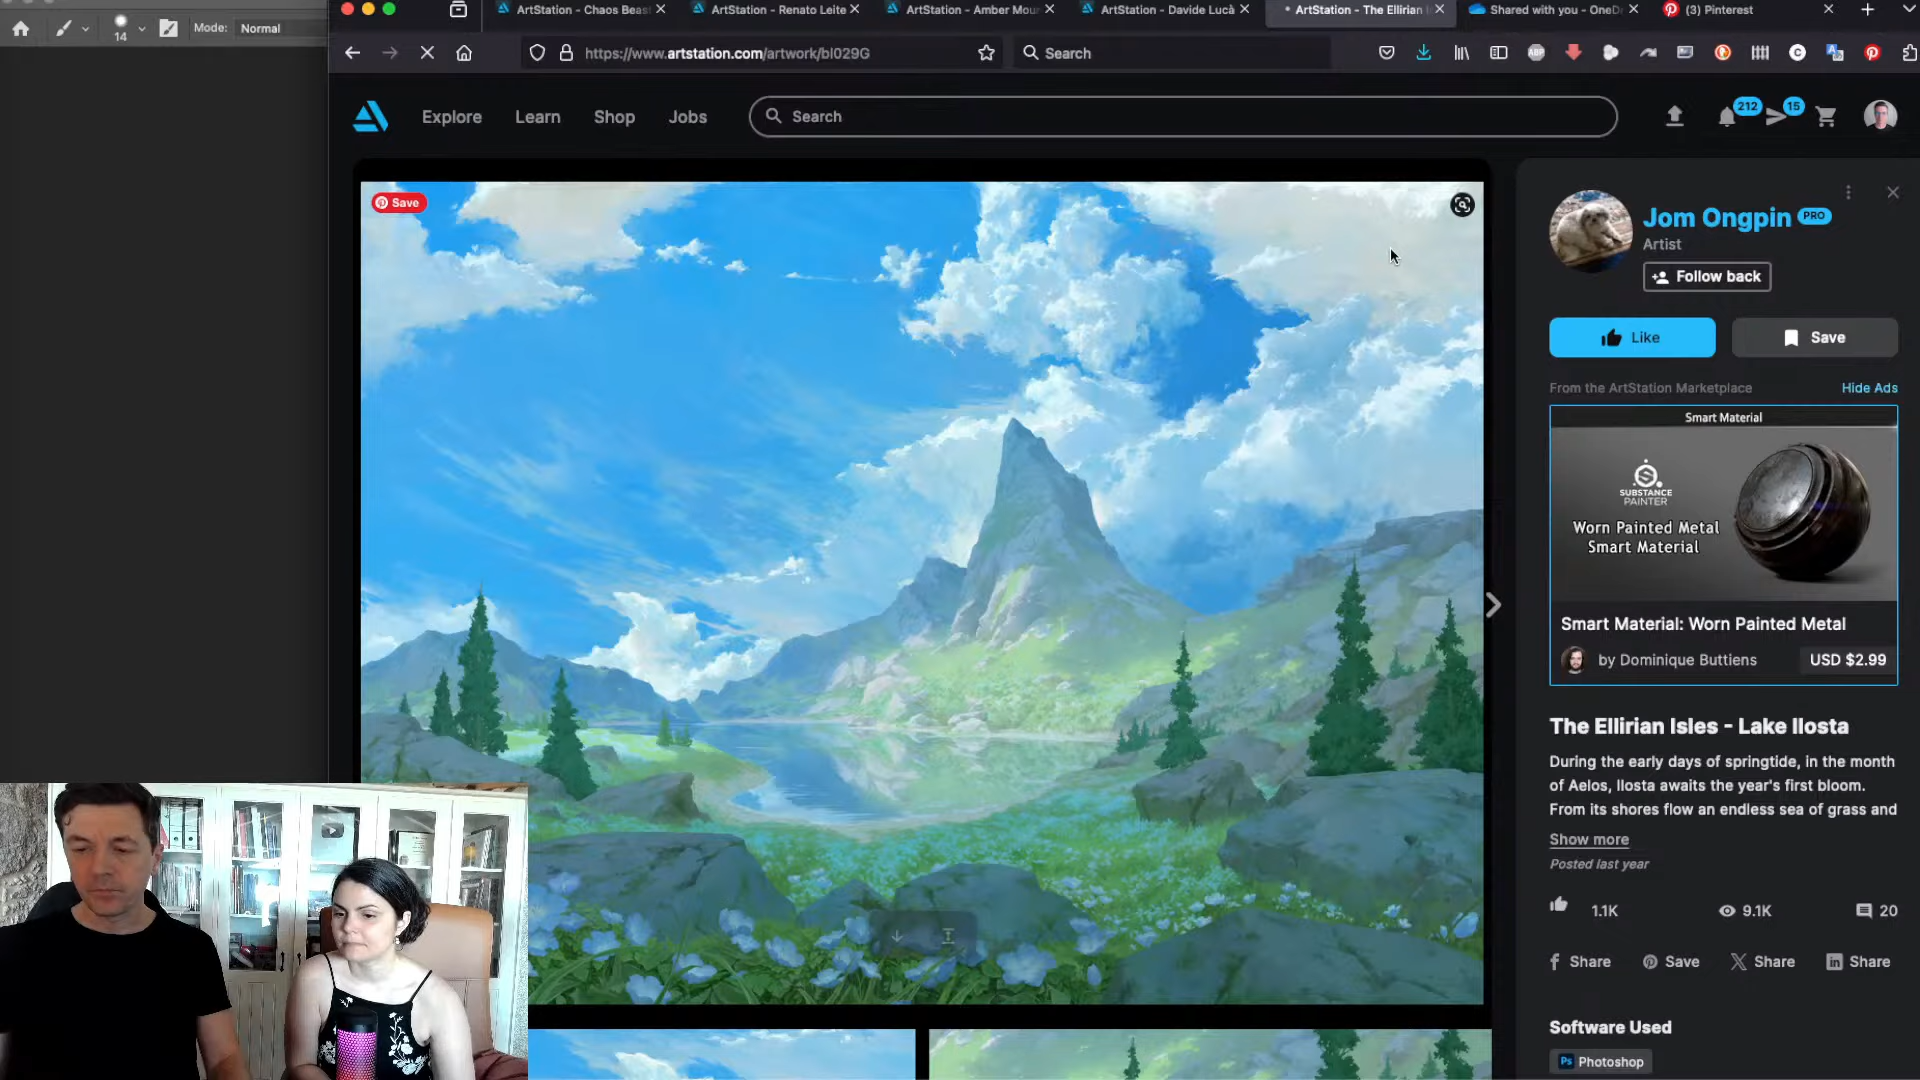 ArtStation - Chaos Beas
ArtStation - Renato Leite
ArtStation - Amber Mou
ArtStation - Davide Lucà
ArtStation - The Ellirian
Shared with you - OneD
(3) Pinterest
14
Mode:
Normal
https://www.artstation.com/artwork/bl029G
Search
ABP
C
Explore
Learn
Shop
Jobs
Search
212
15
Save
Jom Ongpin PRO
Artist
Follow back
Like
Save
From the ArtStation Marketplace
Hide Ads
Smart Material
SUBSTANCE
PAINTER
Worn Painted Metal
Smart Material
Smart Material: Worn Painted Metal
by Dominique Buttiens
USD $2.99
The Ellirian Isles - Lake Ilosta
During the early days of springtide, in the month
of Aelos, Ilosta awaits the year's first bloom.
From its shores flow an endless sea of grass and
Show more
Posted last year
1.1K
9.1K
20
Share
Save
Share
Share
Software Used
Ps Photoshop